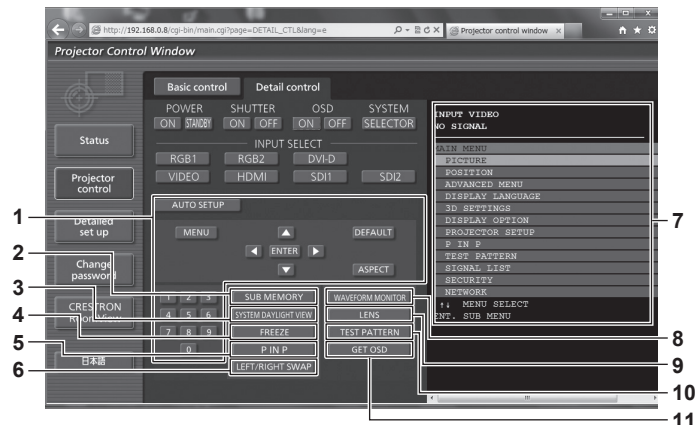 http://192.168.0.8/cgi-bin/main.cgi?page=DETAIL_CTL&lang=e
Projector control window
Projector Control Window
Basic control
Detail control
POWER SHUTTER OSD SYSTEM
ON STANDBY ON OFF ON OFF SELECTOR
INPUT SELECT
RGB1 RGB2 DVI-D
VIDEO HDMI SDI1 SDI2
AUTO SETUP
MENU DEFAULT
ENTER
ASPECT
1 2 3 SUB MEMORY WAVEFORM MONITOR
4 5 6 SYSTEM DAYLIGHT VIEW LENS
7 8 9 FREEZE TEST PATTERN
0 P IN P GET OSD
LEFT/RIGHT SWAP
Status
Projector
control
Detailed
set up
Change
password
CRESTRON
日本語
INPUT VIDEO
NO SIGNAL
MAIN MENU
PICTURE
POSITION
ADVANCED MENU
DISPLAY LANGUAGE
3D SETTINGS
DISPLAY OPTION
PROJECTOR SETUP
P IN P
TEST PATTERN
SIGNAL LIST
SECURITY
NETWORK
↑↓ MENU SELECT
ENT. SUB MENU
1
2
3
4
5
6
7
8
9
10
11